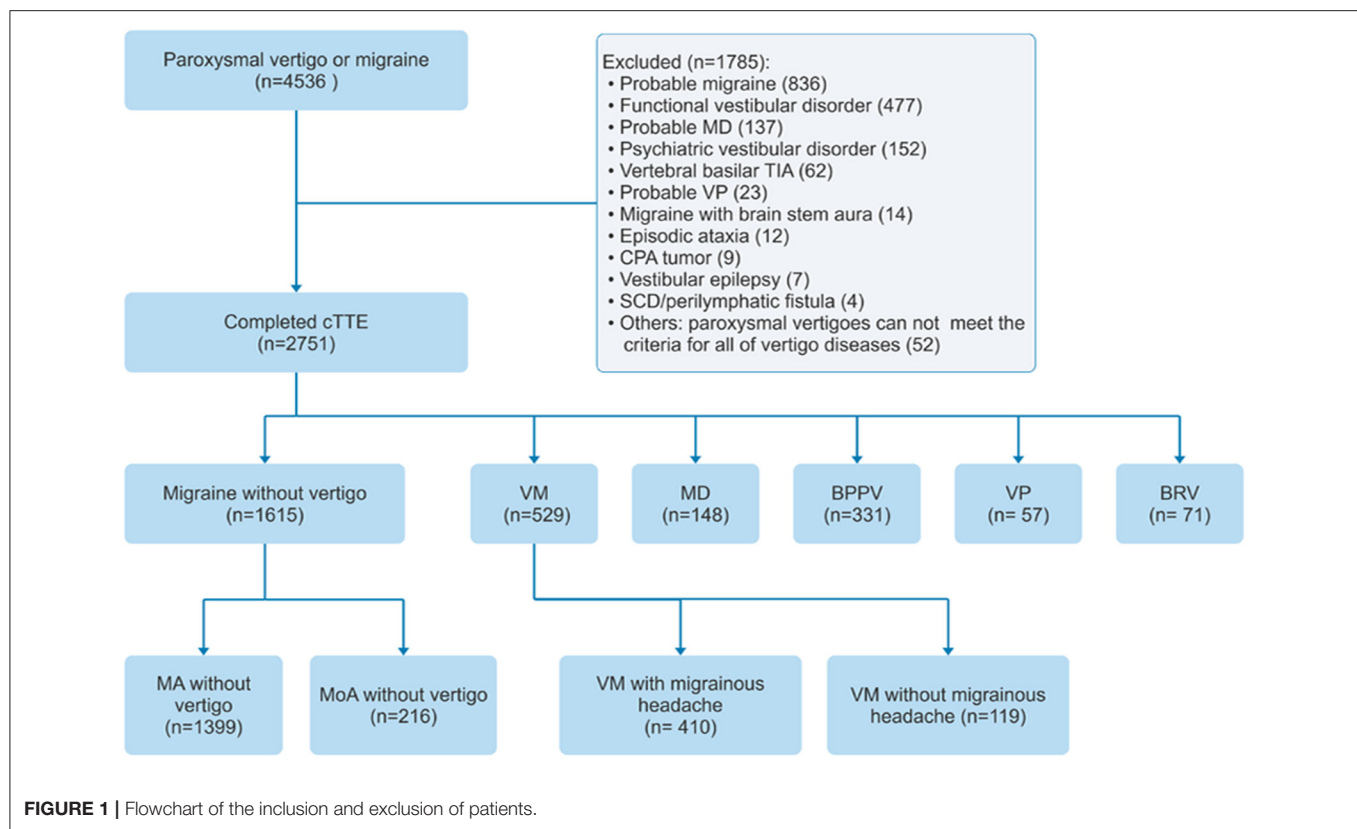 Paroxysmal vertigo or migraine
(n=4536 )
Excluded (n=1785):
• Probable migraine (836)
• Functional vestibular disorder (477)
• Probable MD (137)
• Psychiatric vestibular disorder (152)
• Vertebral basilar TIA (62)
• Probable VP (23)
• Migraine with brain stem aura (14)
• Episodic ataxia (12)
• CPA tumor (9)
• Vestibular epilepsy (7)
• SCD/perilymphatic fistula (4)
• Others: paroxysmal vertigoes can not meet the
criteria for all of vertigo diseases (52)
Completed cTTE
(n=2751)
Migraine without vertigo
(n=1615)
VM
(n=529)
MD
(n=148)
BPPV
(n=331)
VP
(n= 57)
BRV
(n= 71)
MA without
vertigo
(n=1399)
MoA without vertigo
(n=216)
VM with migrainous
headache
(n= 410)
VM without migrainous
headache (n=119)
FIGURE 1 | Flowchart of the inclusion and exclusion of patients.